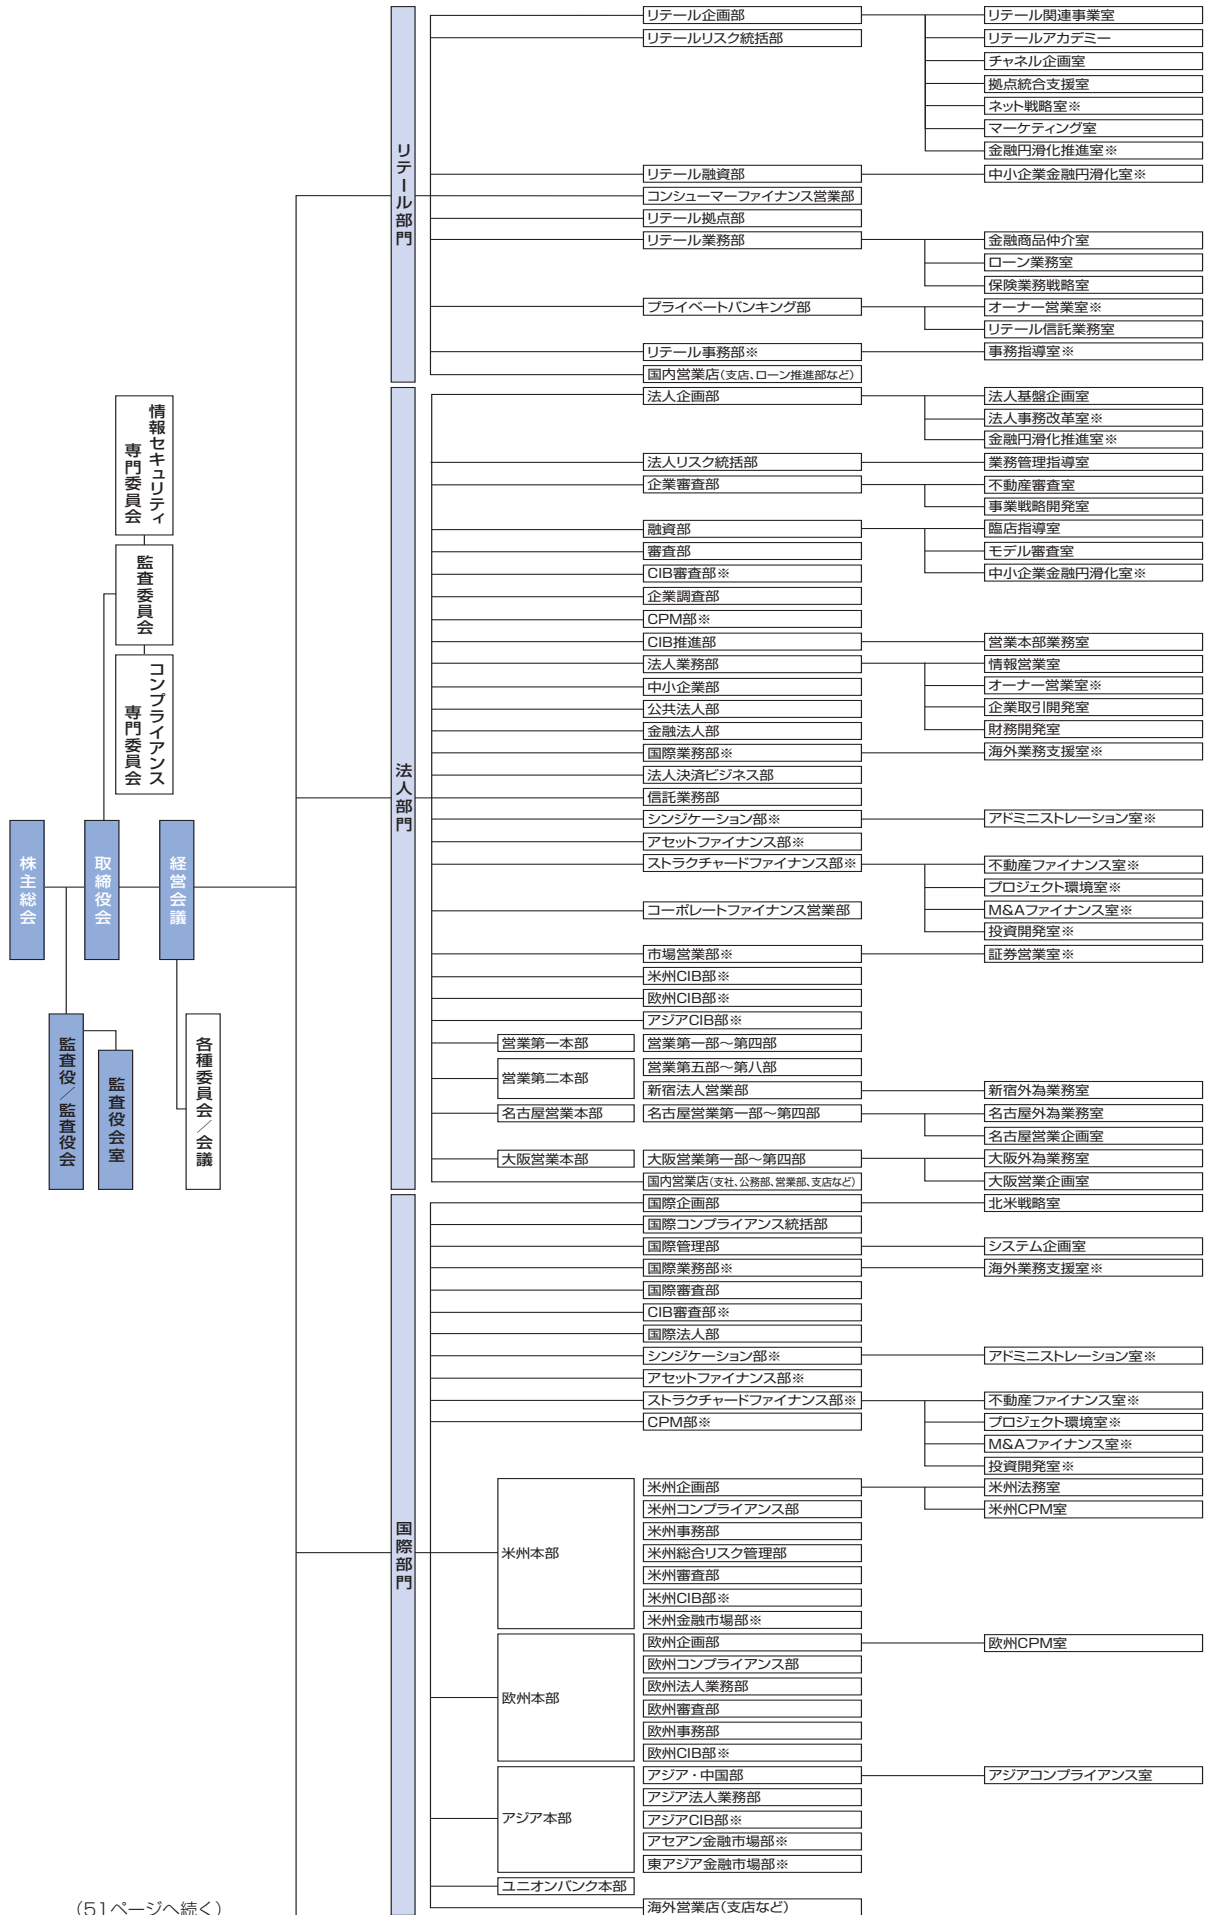 株主総会
取締役会
経営会議
監査役／監査役会
監査役会室
各種委員会／会議
情報セキュリティ
専門委員会
監査委員会
コンプライアンス
専門委員会
リテール部門
リテール企画部
リテール関連事業室
リテールアカデミー
チャネル企画室
拠点統合支援室
ネット戦略室※
マーケティング室
金融円滑化推進室※
リテールリスク統括部
リテール融資部
中小企業金融円滑化室※
コンシューマーファイナンス営業部
リテール拠点部
リテール業務部
金融商品仲介室
ローン業務室
保険業務戦略室
プライベートバンキング部
オーナー営業室※
リテール信託業務室
リテール事務部※
事務指導室※
国内営業店(支店、ローン推進部など)
法人部門
法人企画部
法人基盤企画室
法人事務改革室※
金融円滑化推進室※
法人リスク統括部
業務管理指導室
企業審査部
不動産審査室
事業戦略開発室
融資部
臨店指導室
モデル審査室
中小企業金融円滑化室※
審査部
CIB審査部※
企業調査部
CPM部※
CIB推進部
営業本部業務室
法人業務部
情報営業室
オーナー営業室※
企業取引開発室
財務開発室
中小企業部
公共法人部
金融法人部
国際業務部※
海外業務支援室※
法人決済ビジネス部
信託業務部
シンジケーション部※
アドミニストレーション室※
アセットファイナンス部※
ストラクチャードファイナンス部※
不動産ファイナンス室※
プロジェクト環境室※
M&Aファイナンス室※
投資開発室※
コーポレートファイナンス営業部
市場営業部※
証券営業室※
米州CIB部※
欧州CIB部※
アジアCIB部※
営業第一本部
営業第一部～第四部
営業第二本部
営業第五部～第八部
新宿法人営業部
新宿外為業務室
名古屋営業本部
名古屋営業第一部～第四部
名古屋外為業務室
名古屋営業企画室
大阪営業本部
大阪営業第一部～第四部
大阪外為業務室
大阪営業企画室
国内営業店(支社、公務部、営業部、支店など)
国際部門
国際企画部
北米戦略室
国際コンプライアンス統括部
国際管理部
システム企画室
国際業務部※
海外業務支援室※
国際審査部
CIB審査部※
国際法人部
シンジケーション部※
アドミニストレーション室※
アセットファイナンス部※
ストラクチャードファイナンス部※
不動産ファイナンス室※
プロジェクト環境室※
M&Aファイナンス室※
投資開発室※
CPM部※
米州本部
米州企画部
米州法務室
米州CPM室
米州コンプライアンス部
米州事務部
米州総合リスク管理部
米州審査部
米州CIB部※
米州金融市場部※
欧州本部
欧州企画部
欧州CPM室
欧州コンプライアンス部
欧州法人業務部
欧州審査部
欧州事務部
欧州CIB部※
アジア本部
アジア・中国部
アジアコンプライアンス室
アジア法人業務部
アジアCIB部※
アセアン金融市場部※
東アジア金融市場部※
ユニオンバンク本部
海外営業店(支店など)
(51ページへ続く)